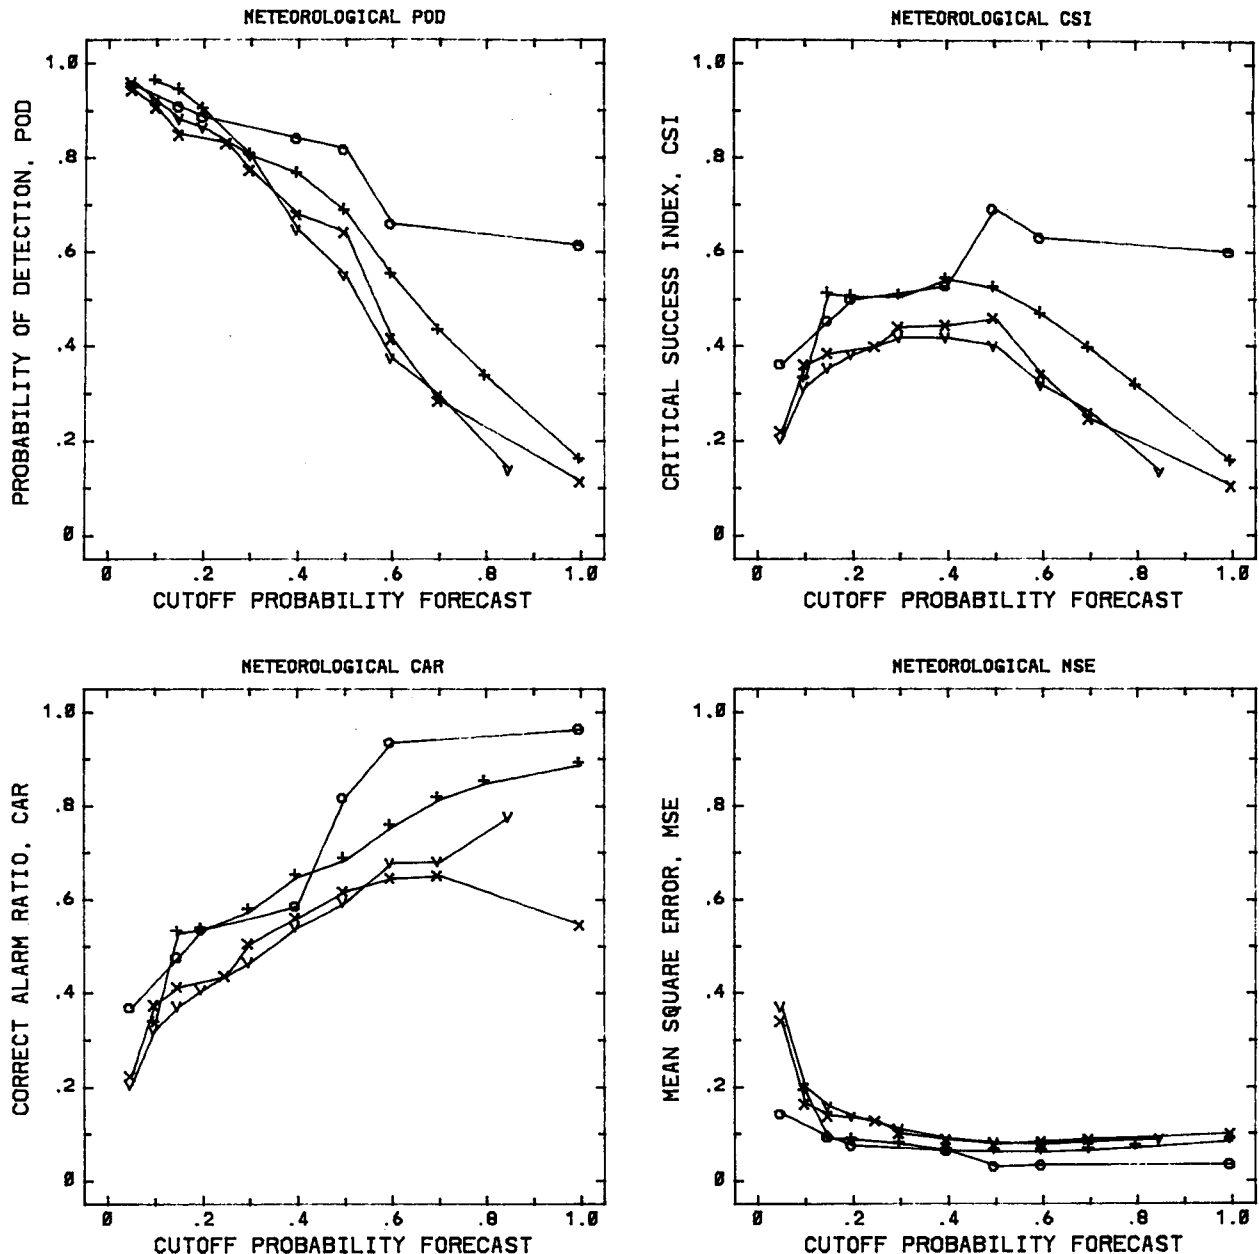 METEOROLOGICAL POD
PROBABILITY OF DETECTION, POD
1.0
.8
.6
.4
.2
0
0 .2 .4 .6 .8 1.0
CUTOFF PROBABILITY FORECAST
METEOROLOGICAL CSI
CRITICAL SUCCESS INDEX, CSI
1.0
.8
.6
.4
.2
0
0 .2 .4 .6 .8 1.0
CUTOFF PROBABILITY FORECAST
METEOROLOGICAL CAR
CORRECT ALARM RATIO, CAR
1.0
.8
.6
.4
.2
0
0 .2 .4 .6 .8 1.0
CUTOFF PROBABILITY FORECAST
METEOROLOGICAL MSE
MEAN SQUARE ERROR, MSE
1.0
.8
.6
.4
.2
0
0 .2 .4 .6 .8 1.0
CUTOFF PROBABILITY FORECAST